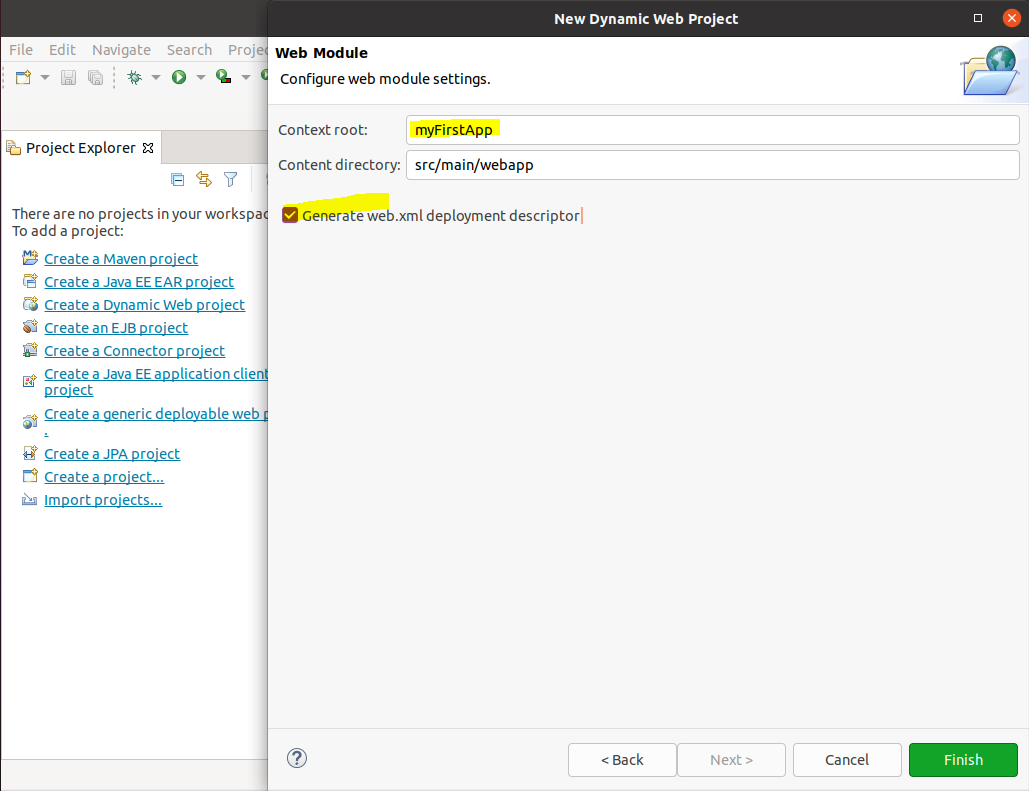 New Dynamic Web Project
File Edit Navigate Search Projec
Web Module
Configure web module settings.
Context root: myFirstApp
Content directory: src/main/webapp
Generate web.xml deployment descriptor
Project Explorer
There are no projects in your workspac
To add a project:
Create a Maven project
Create a Java EE EAR project
Create a Dynamic Web project
Create an EJB project
Create a Connector project
Create a Java EE application client
project
Create a generic deployable web p
.
Create a JPA project
Create a project...
Import projects...
? < Back Next > Cancel Finish